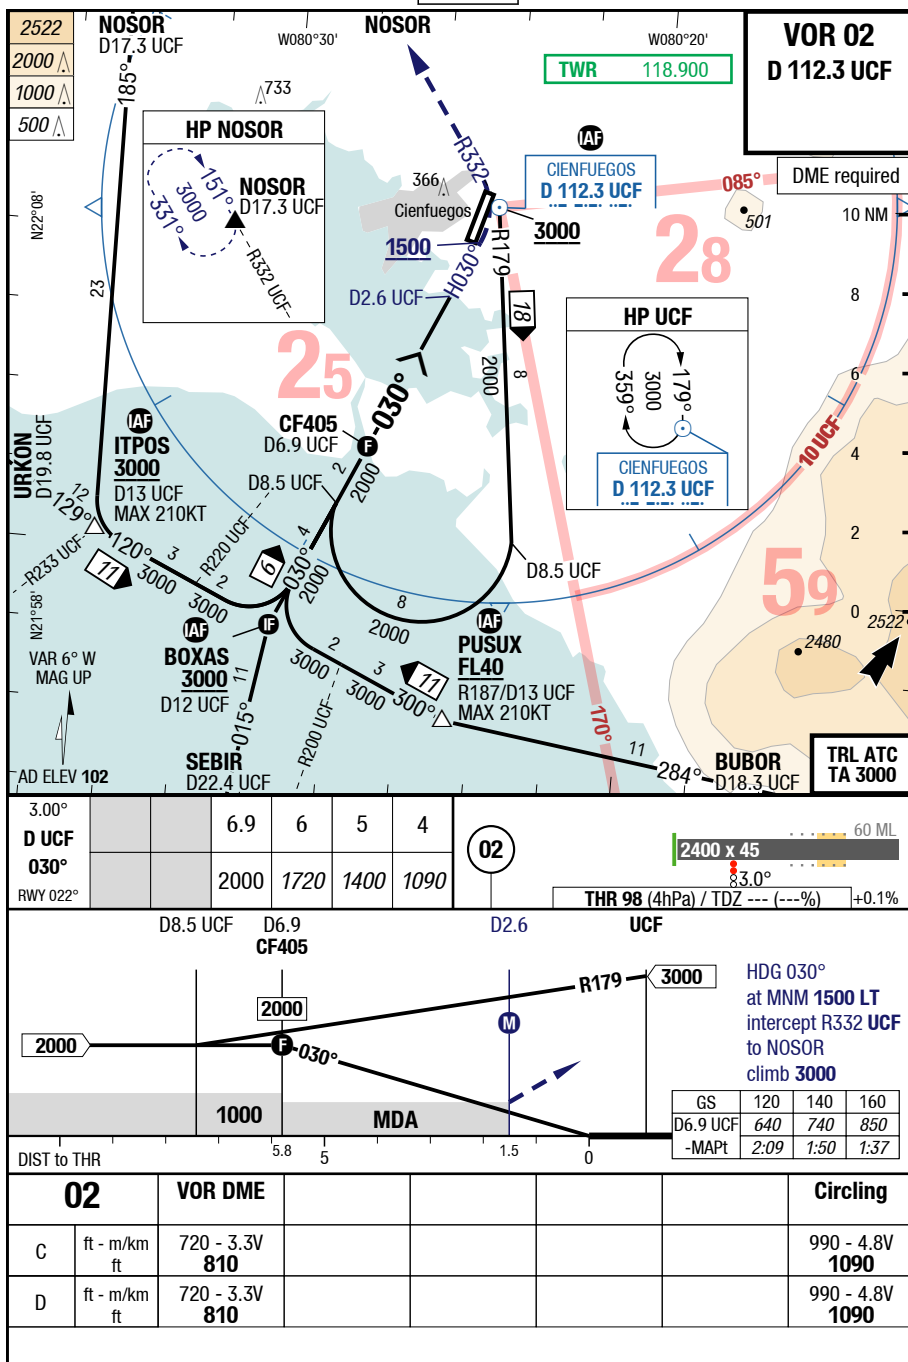 2522
2000
1000
500
NOSOR
D17.3 UCF
185°
W080°30'
NOSOR
W080°20'
TWR 118.900
VOR 02
D 112.3 UCF
DME required
733
HP NOSOR
151°
3000
331°
NOSOR
D17.3 UCF
R332 UCF
R332
IAF
CIENFUEGOS
D 112.3 UCF
085°
366
Cienfuegos
1500
3000
R179
501
10 NM
N22°08'
28
H030°
D2.6 UCF
18
8
2000
23
8
HP UCF
359°
3000
179°
CIENFUEGOS
D 112.3 UCF
25
6
10 UCF
4
2
0
030°
CF405
D6.9 UCF
F
IAF
ITPOS
3000
D13 UCF
MAX 210KT
URKON
D19.8 UCF
D8.5 UCF
2
2000
12
129°
R233 UCF
120°
3
3000
11
R220 UCF
2
3000
4
6
030°
2000
D8.5 UCF
8
2000
59
2522
2480
N21°58'
IAF
IF
BOXAS
3000
D12 UCF
2
3000
3
3000
11
300°
IAF
PUSUX
FL40
R187/D13 UCF
MAX 210KT
VAR 6° W
MAG UP
11
015°
R200 UCF
170°
AD ELEV 102
SEBIR
D22.4 UCF
11
284°
BUBOR
D18.3 UCF
TRL ATC
TA 3000
3.00°
D UCF
030°
RWY 022°
6.9 6 5 4
2000 1720 1400 1090
02
60 ML
2400 x 45
3.0°
THR 98 (4hPa) / TDZ --- (---%)
+0.1%
D8.5 UCF D6.9 D2.6 UCF
CF405
R179
3000
2000
2000
F
030°
M
HDG 030°
at MNM 1500 LT
intercept R332 UCF
to NOSOR
climb 3000
1000
MDA
GS 120 140 160
D6.9 UCF 640 740 850
-MAPt 2:09 1:50 1:37
DIST to THR
5.8 5 1.5 0
02 VOR DME Circling
C ft - m/km 720 - 3.3V 990 - 4.8V
ft 810 1090
D ft - m/km 720 - 3.3V 990 - 4.8V
ft 810 1090